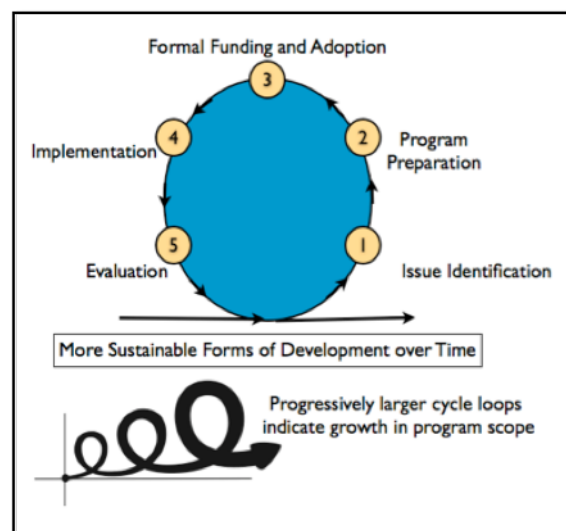 Formal Funding and Adoption
3
4
2
Implementation
Program
Preparation
5
1
Evaluation
Issue Identification
More Sustainable Forms of Development over Time
Progressively larger cycle loops
indicate growth in program scope